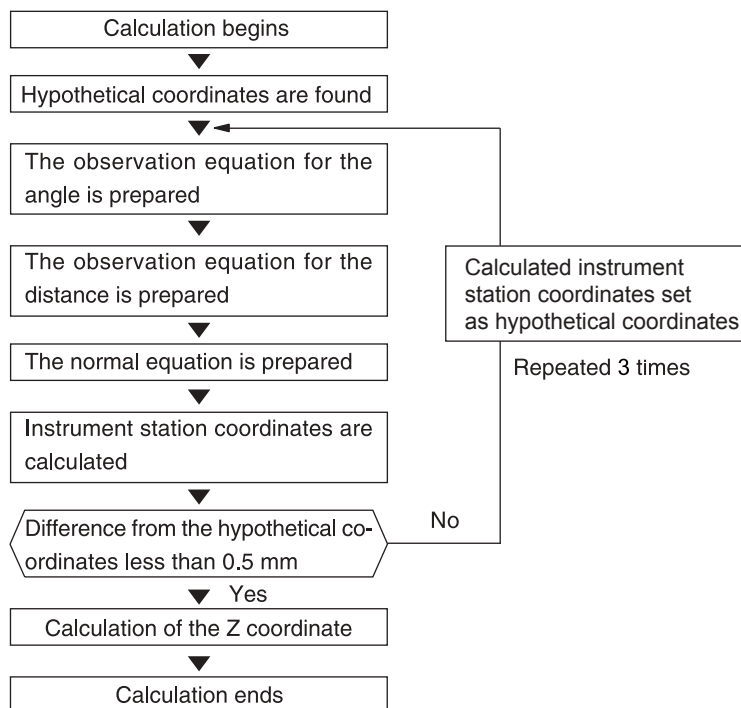 Calculation begins
Hypothetical coordinates are found
The observation equation for the
angle is prepared
The observation equation for the
distance is prepared
The normal equation is prepared
Instrument station coordinates are
calculated
Difference from the hypothetical co-
ordinates less than 0.5 mm
No
Calculated instrument
station coordinates set
as hypothetical coordinates
Repeated 3 times
Yes
Calculation of the Z coordinate
Calculation ends